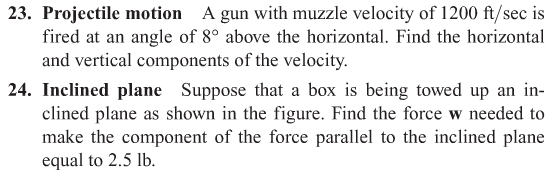 23. Projectile motion A gun with muzzle velocity of 1200 ft/sec is
fired at an angle of 8° above the horizontal. Find the horizontal
and vertical components of the velocity.
24. Inclined plane Suppose that a box is being towed up an in-
clined plane as shown in the figure. Find the force w needed to
make the component of the force parallel to the inclined plane
equal to 2.5 lb.